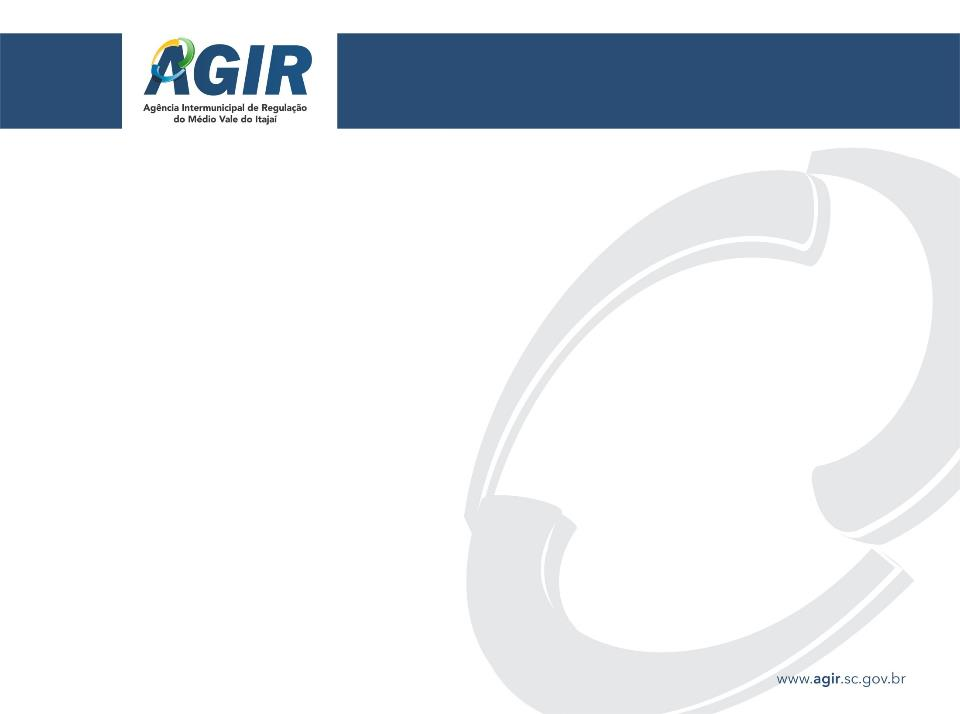 AGIR
Agência Intermunicipal de Regulação
do Médio Vale do Itajaí
www.agir.sc.gov.br